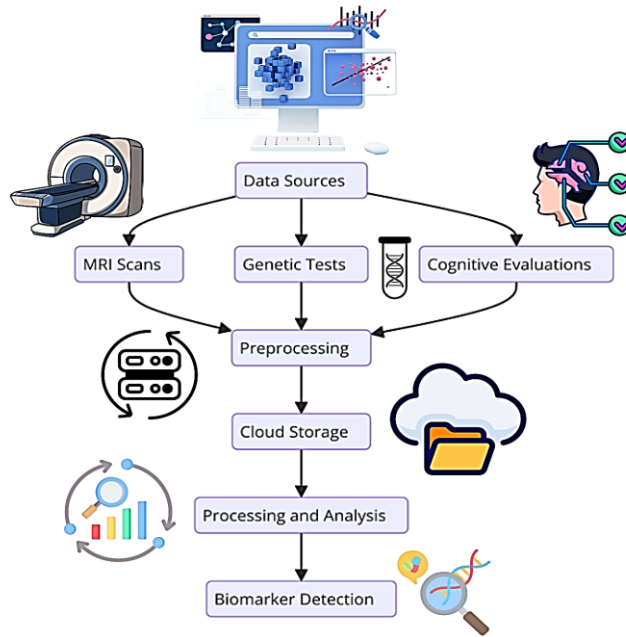 Data Sources
MRI Scans
Genetic Tests
Cognitive Evaluations
Preprocessing
Cloud Storage
Processing and Analysis
Biomarker Detection